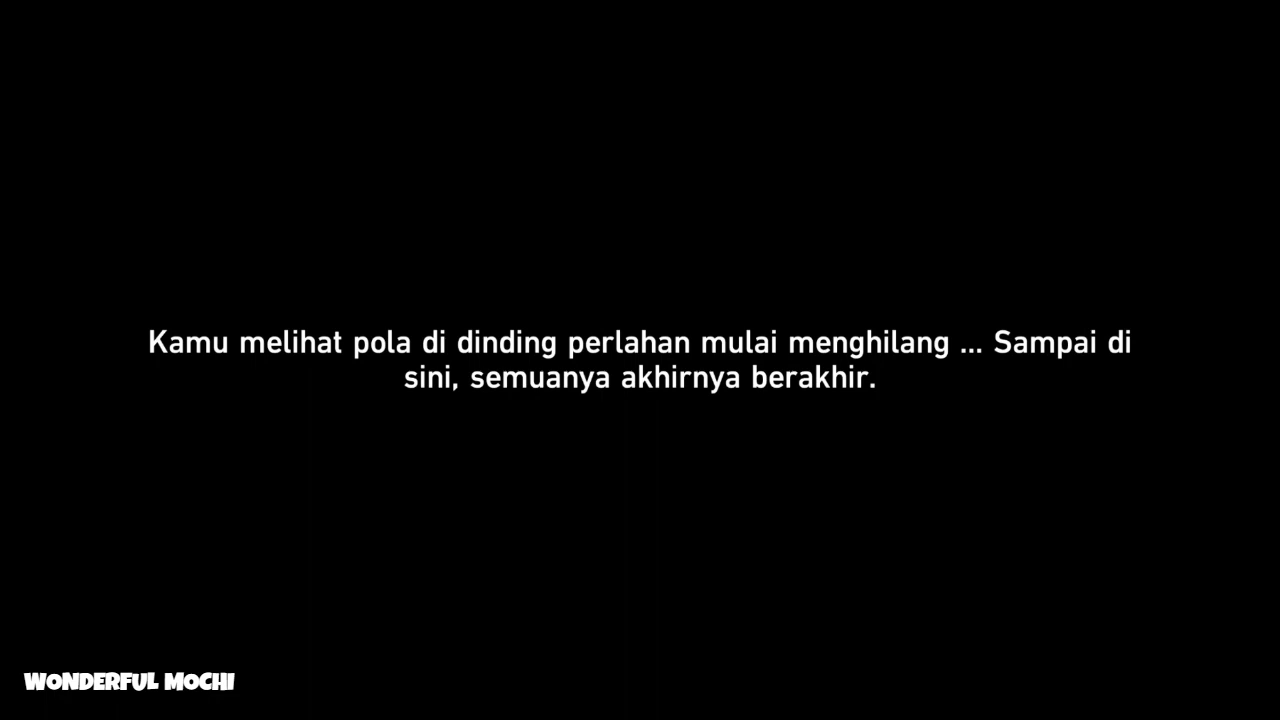 Kamu melihat pola di dinding perlahan mulai menghilang ... Sampai di
sini, semuanya akhirnya berakhir.
WONDERFUL MOCHI